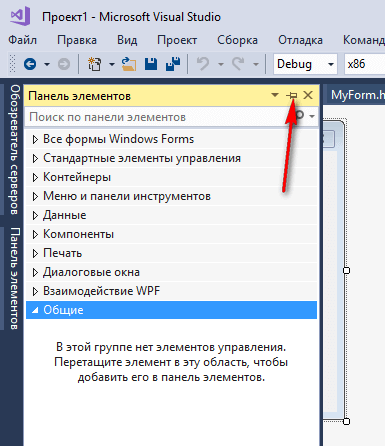 Проект1 - Microsoft Visual Studio
Файл Правка Вид Проект Сборка Отладка Команд
Debug x86
Обозреватель серверов
Панель элементов
Панель элементов
MyForm.h
Поиск по панели элементов
Все формы Windows Forms
Стандартные элементы управления
Контейнеры
Меню и панели инструментов
Данные
Компоненты
Печать
Диалоговые окна
Взаимодействие WPF
Общие
В этой группе нет элементов управления.
Перетащите элемент в эту область, чтобы
добавить его в панель элементов.